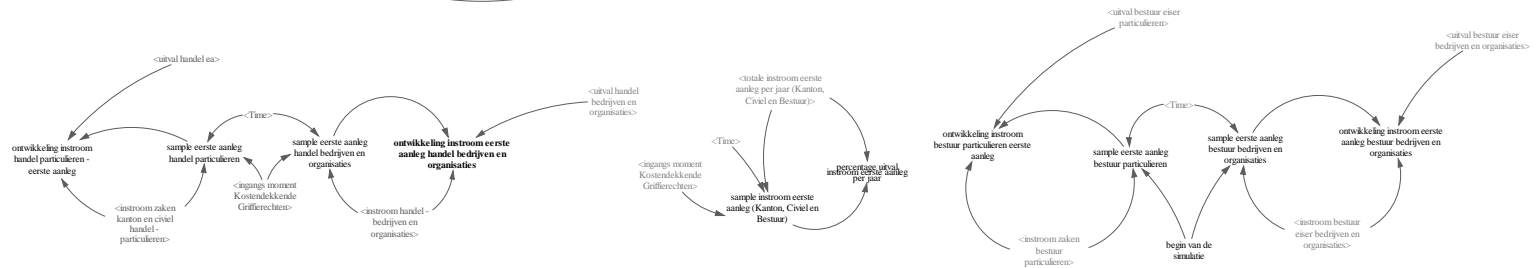 <uitval handel ea>
<Time>
ontwikkeling instroom
handel particulieren -
eerste aanleg
sample eerste aanleg
handel particulieren
sample eerste aanleg
handel bedrijven en
organisaties
ontwikkeling instroom eerste
aanleg handel bedrijven en
organisaties
<uitval handel
bedrijven en
organisaties>
<ingangs moment
Kostendekkende
Griffierechten>
<instroom zaken
kanton en civiel
handel -
particulieren>
<instroom handel -
bedrijven en
organisaties>
<totale instroom eerste
aanleg per jaar (Kanton,
Civiel en Bestuur)>
<Time>
<ingangs moment
Kostendekkende
Griffierechten>
sample instroom eerste
aanleg (Kanton, Civiel en
Bestuur)
percentage uitval
instroom eerste aanleg
per jaar
<uitval bestuur eiser
particulieren>
<uitval bestuur eiser
bedrijven en organisaties>
<Time>
ontwikkeling instroom
bestuur particulieren eerste
aanleg
sample eerste aanleg
bestuur particulieren
sample eerste aanleg
bestuur bedrijven en
organisaties
ontwikkeling instroom eerste
aanleg bestuur bedrijven en
organisaties
<instroom zaken
bestuur
particulieren>
begin van de
simulatie
<instroom bestuur
eiser bedrijven en
organisaties>